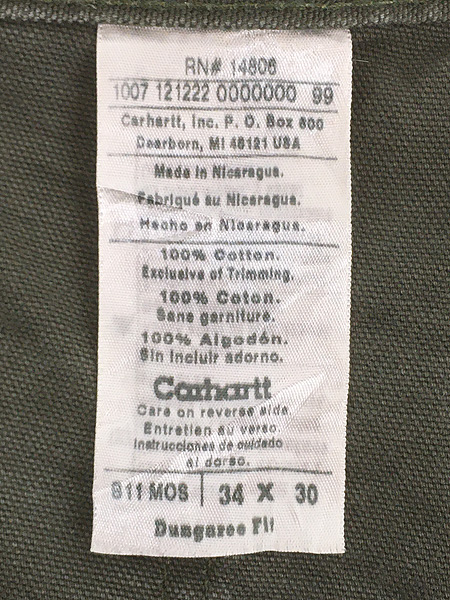 RN# 14806
1007 121222 0000000 99
Carhartt, Inc. P. O. Box 600
Dearborn, MI 48121 USA
Made in Nicaragua.
Fabriqué au Nicaragua.
Hecho en Nicaragua.
100% Cotton.
Exclusive of Trimming.
100% Coton.
Sans garniture.
100% Algodón.
Sin incluir adorno.
Carhartt
Care on reverse side.
Entretien au verso.
Instrucciones de cuidado
al dorso.
B11 MOS | 34 X 30
Dungaree Fit